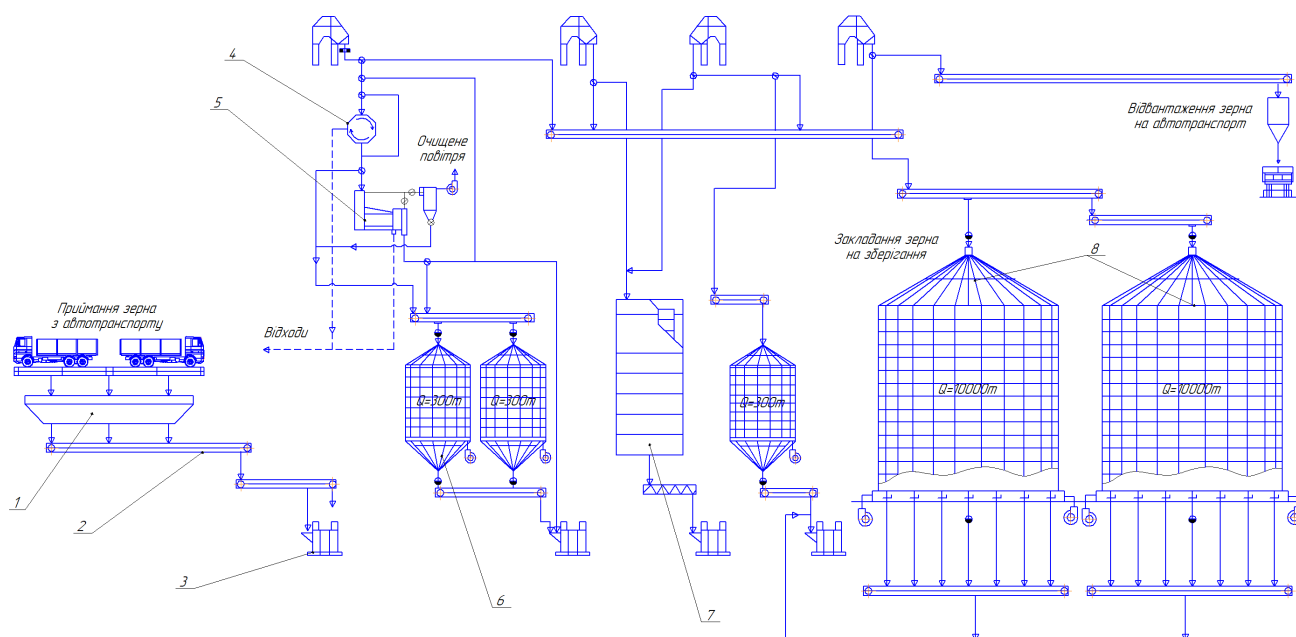 4
5
Очищене
повітря
Відвантаження зерна
на автотранспорт
Закладання зерна
на зберігання
8
Приймання зерна
з автотранспорту
Відходи
Q=300т
Q=300т
Q=300т
Q=10000т
Q=10000т
1
2
3
6
7